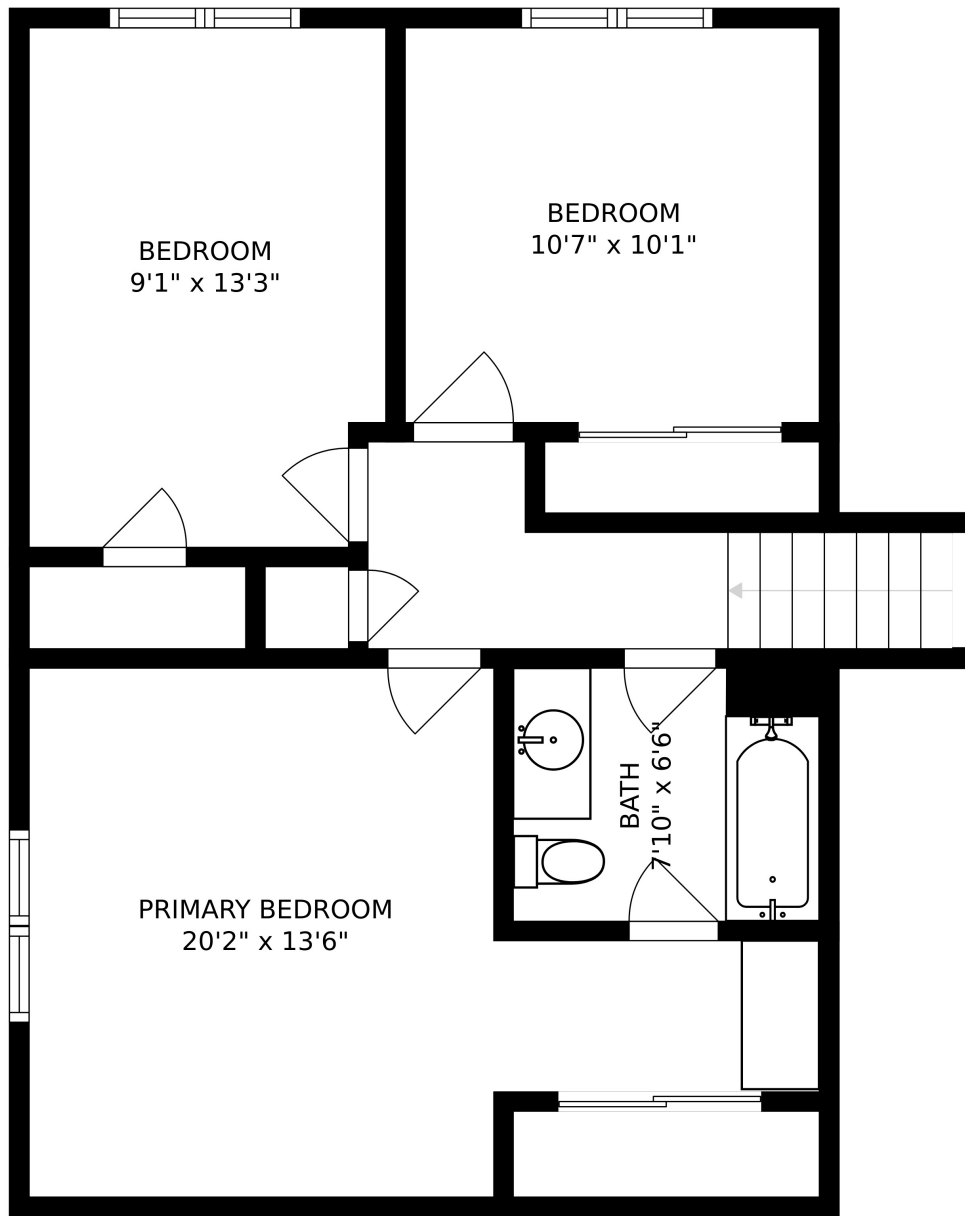 BEDROOM
9'1" x 13'3"
BEDROOM
10'7" x 10'1"
BATH
7'10" x 6'6"
PRIMARY BEDROOM
20'2" x 13'6"